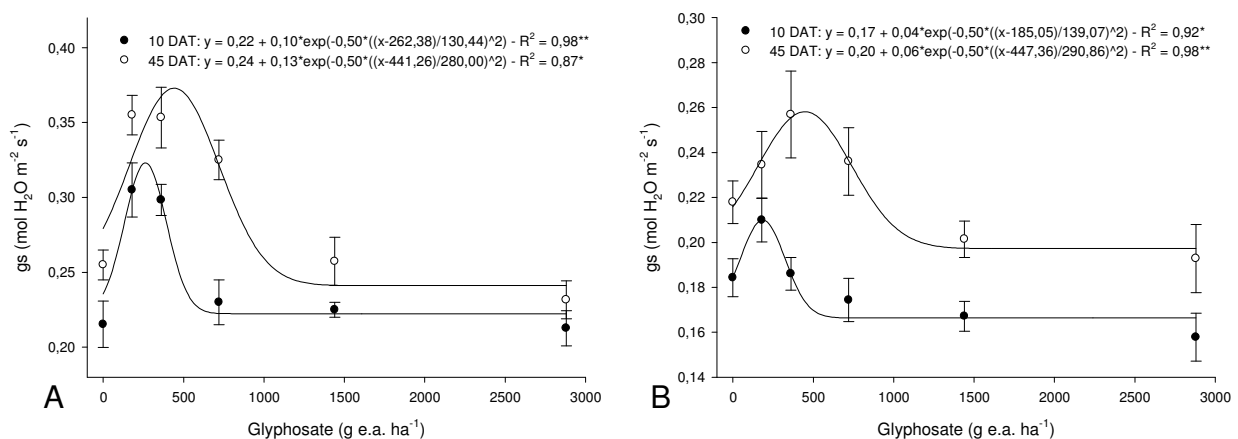 10 DAT: y = 0,22 + 0,10*exp(-0,50*((x-262,38)/130,44)^2) - R² = 0,98**
45 DAT: y = 0,24 + 0,13*exp(-0,50*((x-441,26)/280,00)^2) - R² = 0,87*
0,40
0,35
0,30
0,25
0,20
gs (mol H₂O m⁻² s⁻¹)
0 500 1000 1500 2000 2500 3000
Glyphosate (g e.a. ha⁻¹)
A
10 DAT: y = 0,17 + 0,04*exp(-0,50*((x-185,05)/139,07)^2) - R² = 0,92*
45 DAT: y = 0,20 + 0,06*exp(-0,50*((x-447,36)/290,86)^2) - R² = 0,98**
0,30
0,28
0,26
0,24
0,22
0,20
0,18
0,16
0,14
gs (mol H₂O m⁻² s⁻¹)
0 500 1000 1500 2000 2500 3000
Glyphosate (g e.a. ha⁻¹)
B